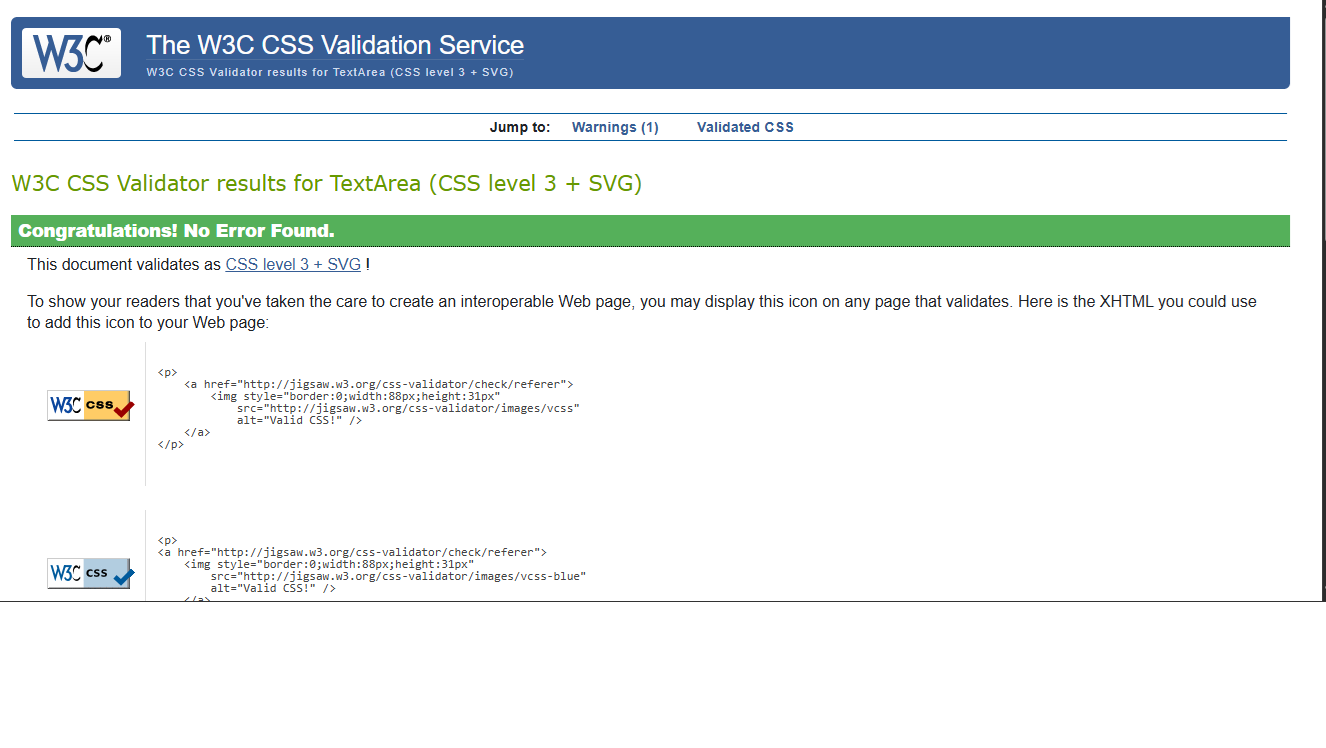 W3C®
The W3C CSS Validation Service
W3C CSS Validator results for TextArea (CSS level 3 + SVG)
Jump to: Warnings (1) Validated CSS
W3C CSS Validator results for TextArea (CSS level 3 + SVG)
Congratulations! No Error Found.
This document validates as CSS level 3 + SVG !
To show your readers that you've taken the care to create an interoperable Web page, you may display this icon on any page that validates. Here is the XHTML you could use
to add this icon to your Web page:
W3C css
<p>
<a href="http://jigsaw.w3.org/css-validator/check/referer">
<img style="border:0;width:88px;height:31px"
src="http://jigsaw.w3.org/css-validator/images/vcss"
alt="Valid CSS!" />
</a>
</p>
W3C css
<p>
<a href="http://jigsaw.w3.org/css-validator/check/referer">
<img style="border:0;width:88px;height:31px"
src="http://jigsaw.w3.org/css-validator/images/vcss-blue"
alt="Valid CSS!" />
</a>